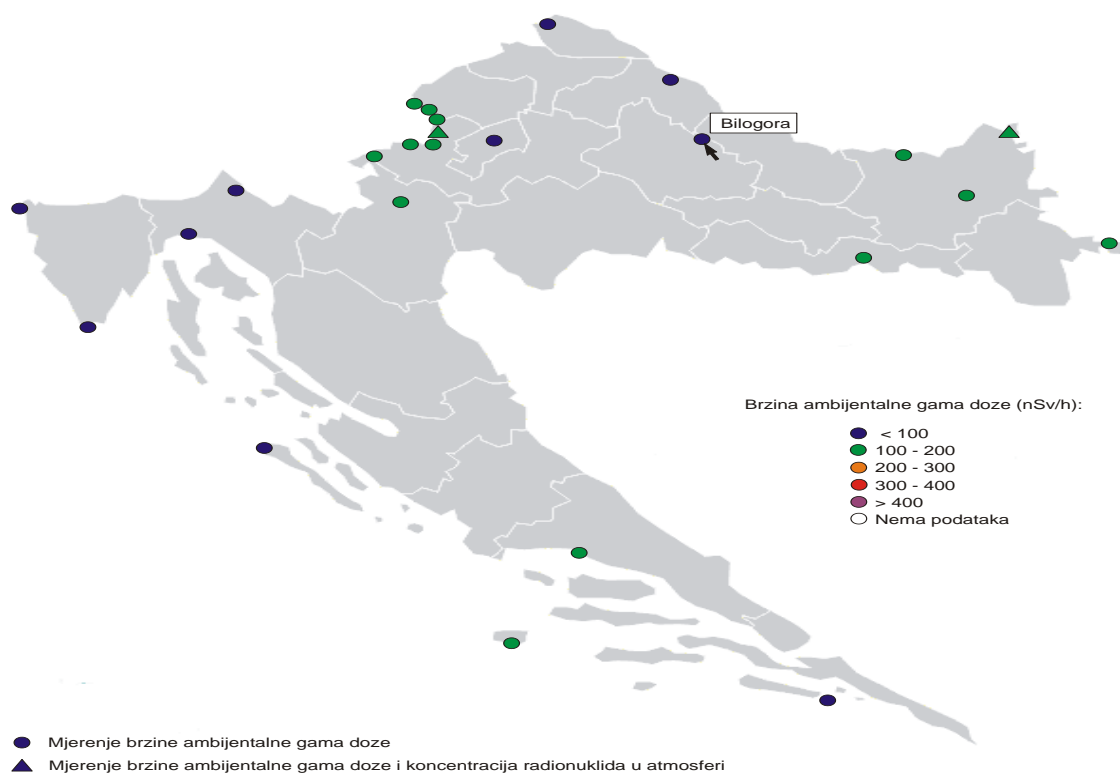 Bilogora
Brzina ambijentalne gama doze (nSv/h):
< 100
100 - 200
200 - 300
300 - 400
> 400
Nema podataka
Mjerenje brzine ambijentalne gama doze
Mjerenje brzine ambijentalne gama doze i koncentracija radionuklida u atmosferi